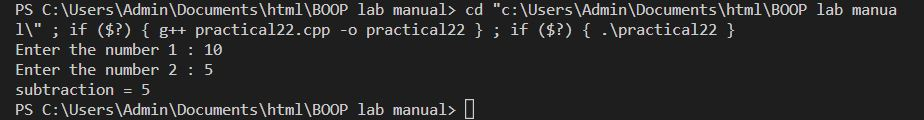 PS C:\Users\Admin\Documents\html\BOOP lab manual> cd "c:\Users\Admin\Documents\html\BOOP lab manua
l\" ; if ($?) { g++ practical22.cpp -o practical22 } ; if ($?) { .\practical22 }
Enter the number 1 : 10
Enter the number 2 : 5
subtraction = 5
PS C:\Users\Admin\Documents\html\BOOP lab manual>